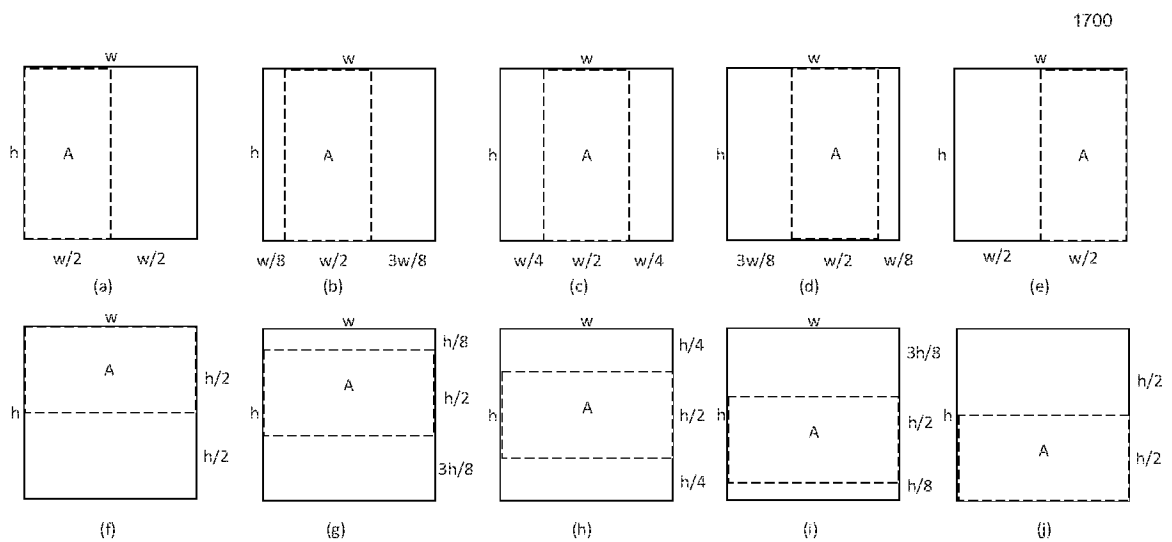 1700
w w w w w
h A h A h A h A h A
w/2 w/2 w/8 w/2 3w/8 w/4 w/2 w/4 3w/8 w/2 w/8 w/2 w/2
(a) (b) (c) (d) (e)
w w w w
h/8 h/4 3h/8
A h/2 A h/2 h/2
h h h A h/2 h A h/2 h
h/2 3h/8 h/4 h/8 A h/2
(f) (g) (h) (i) (j)